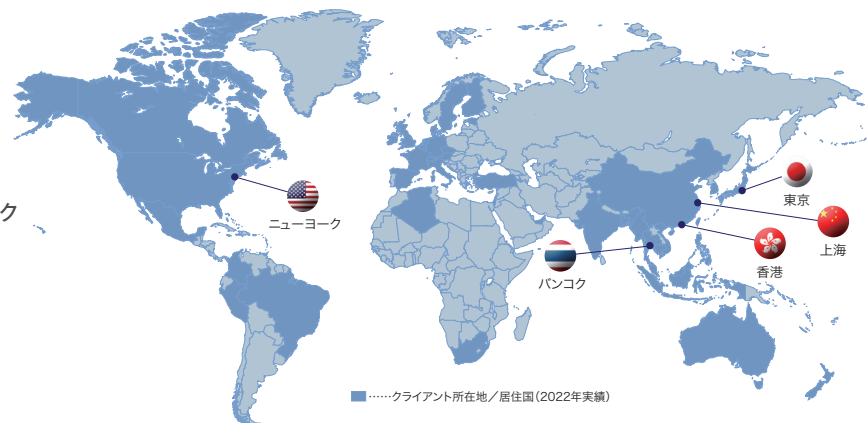 ク
ニューヨーク
東京
上海
香港
バンコク
……クライアント所在地／居住国（2022年実績）